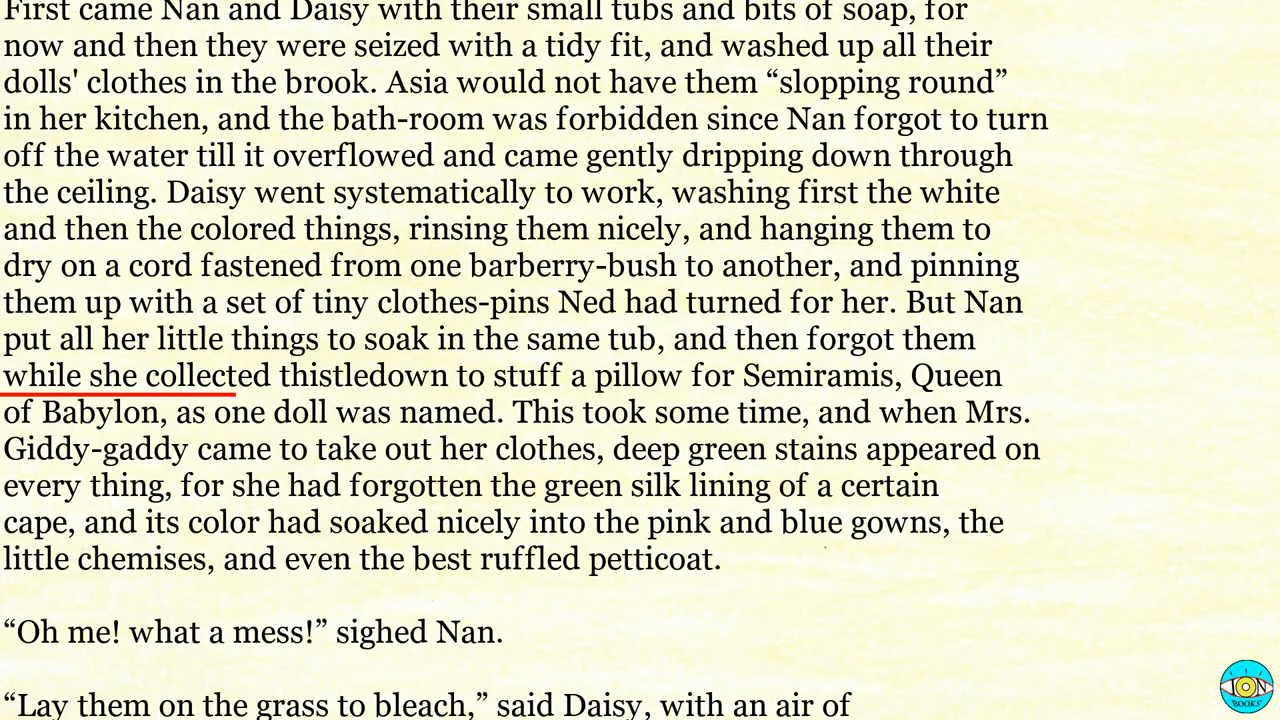 First came Nan and Daisy with their small tubs and bits of soap, for
now and then they were seized with a tidy fit, and washed up all their
dolls' clothes in the brook. Asia would not have them “slopping round”
in her kitchen, and the bath-room was forbidden since Nan forgot to turn
off the water till it overflowed and came gently dripping down through
the ceiling. Daisy went systematically to work, washing first the white
and then the colored things, rinsing them nicely, and hanging them to
dry on a cord fastened from one barberry-bush to another, and pinning
them up with a set of tiny clothes-pins Ned had turned for her. But Nan
put all her little things to soak in the same tub, and then forgot them
while she collected thistledown to stuff a pillow for Semiramis, Queen
of Babylon, as one doll was named. This took some time, and when Mrs.
Giddy-gaddy came to take out her clothes, deep green stains appeared on
every thing, for she had forgotten the green silk lining of a certain
cape, and its color had soaked nicely into the pink and blue gowns, the
little chemises, and even the best ruffled petticoat.
“Oh me! what a mess!” sighed Nan.
“Lay them on the grass to bleach,” said Daisy, with an air of
ION
BOOKS